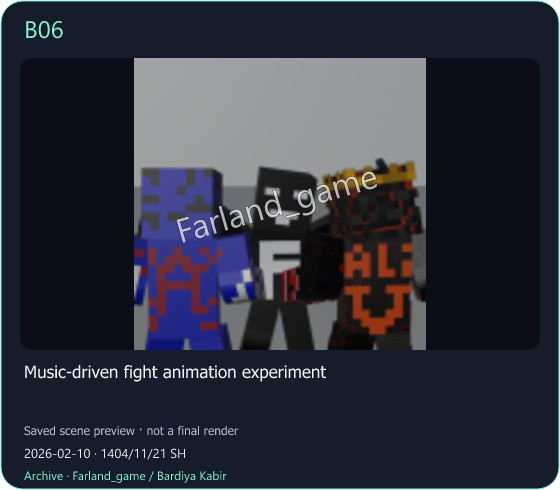 B06
Farland_game
F
ALI
Music-driven fight animation experiment
Saved scene preview · not a final render
2026-02-10 · 1404/11/21 SH
Archive · Farland_game / Bardiya Kabir